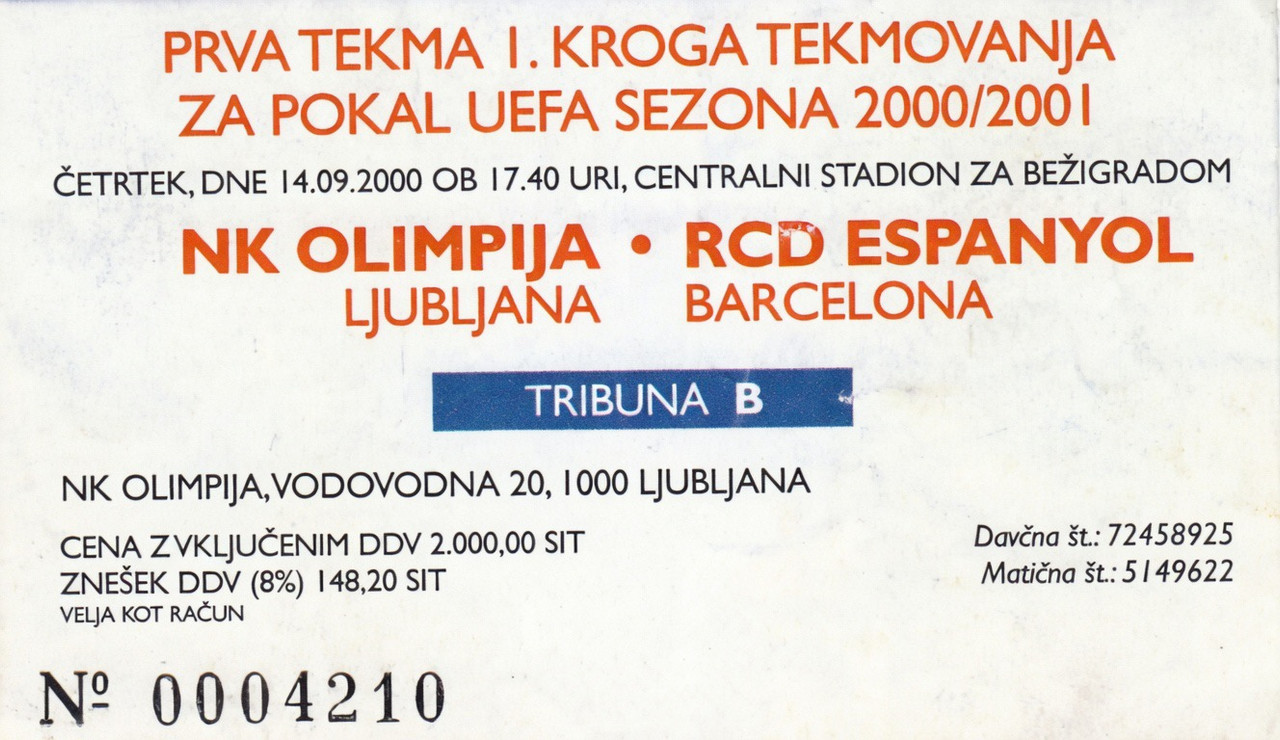 PRVA TEKMA 1. KROGA TEKMOVANJA
ZA POKAL UEFA SEZONA 2000/2001
ČETRTEK, DNE 14.09.2000 OB 17.40 URI, CENTRALNI STADION ZA BEŽIGRADOM
NK OLIMPIJA • RCD ESPANYOL
LJUBLJANA BARCELONA
TRIBUNA B
NK OLIMPIJA, VODOVODNA 20, 1000 LJUBLJANA
CENA Z VKLJUČENIM DDV 2.000,00 SIT
ZNEŠEK DDV (8%) 148,20 SIT
VELJA KOT RAČUN
Davčna št.: 72458925
Matična št.: 5149622
Nº 0004210